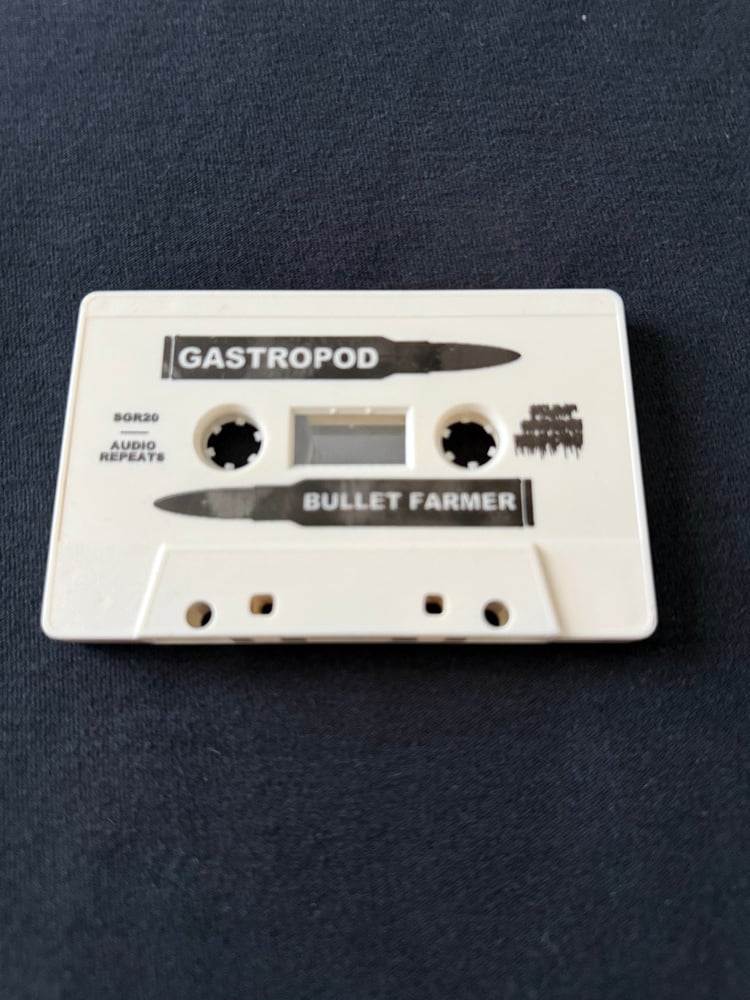 GASTROPOD
SGR20
AUDIO
REPEATS
BULLET FARMER